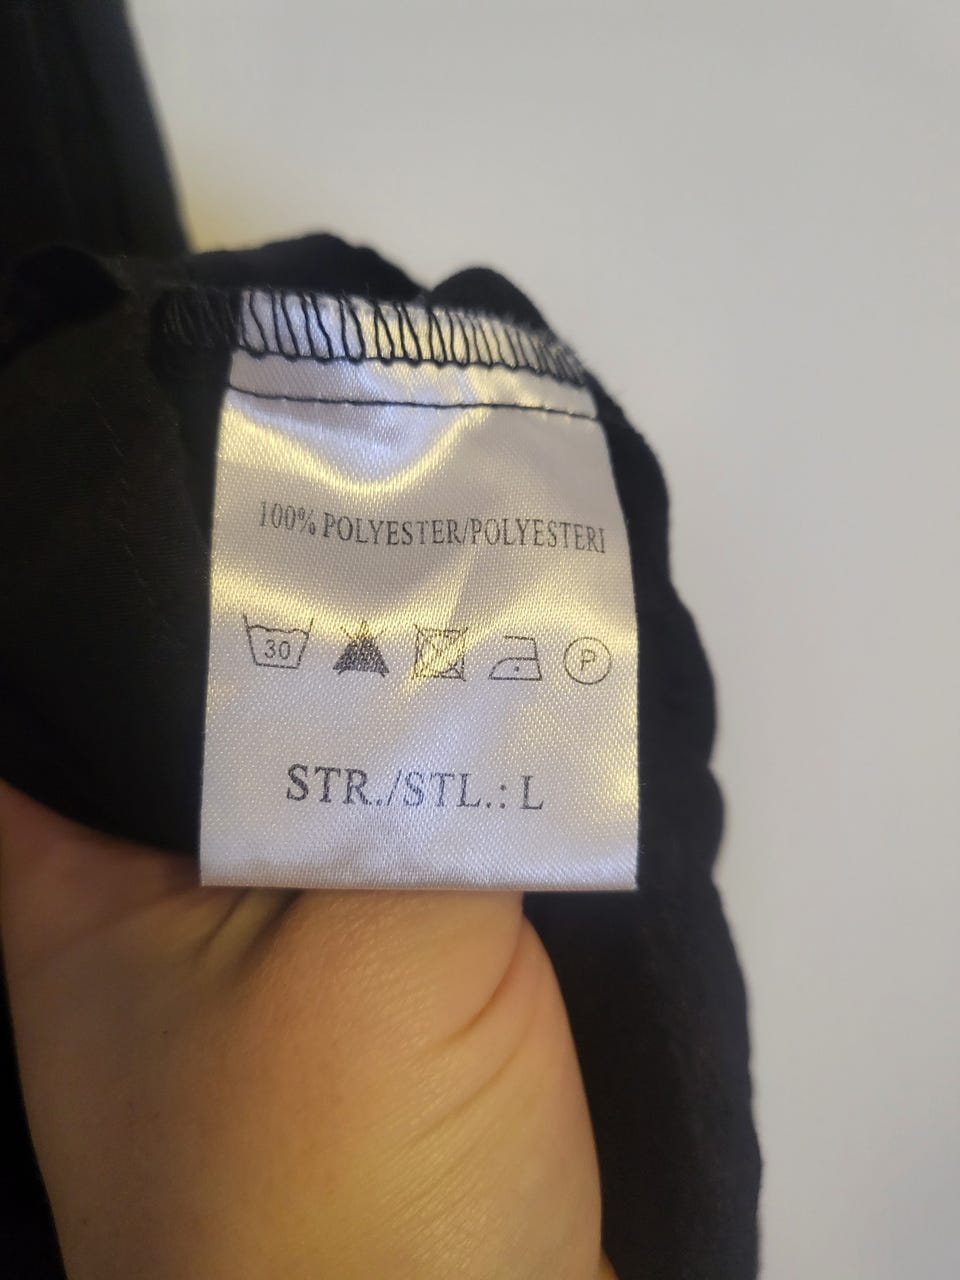 100% POLYESTER/POLYESTERI
30 P
STR./STL.: L